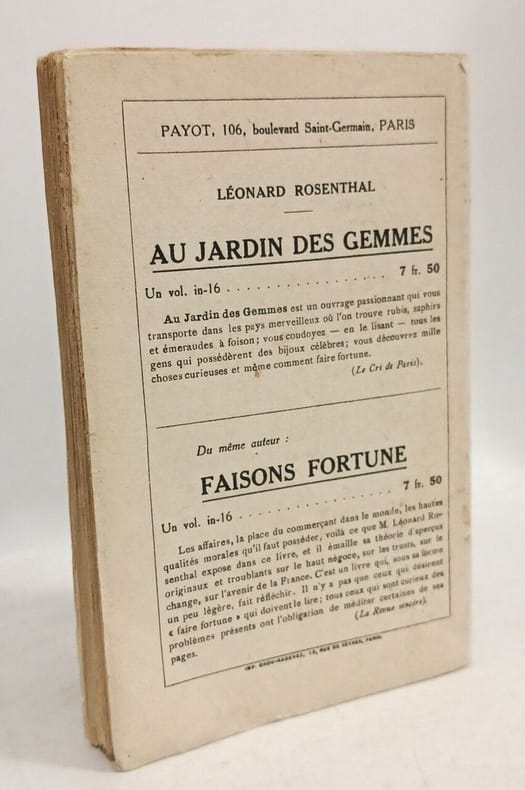 PAYOT, 106, boulevard Saint-Germain, PARIS
LÉONARD ROSENTHAL
AU JARDIN DES GEMMES
Un vol. in-16 . . . . . . . . . . . . . . . . . 7 fr. 50
Au Jardin des Gemmes est un ouvrage passionnant qui vous
transporte dans les pays merveilleux où l'on trouve rubis, saphirs
et émeraudes à foison ; vous coudoyez — en le lisant — tous les
gens qui possédèrent des bijoux célèbres ; vous découvrez mille
choses curieuses et même comment faire fortune.
(Le Cri de Paris).
Du même auteur :
FAISONS FORTUNE
Un vol. in-16 . . . . . . . . . . . . . . . . 7 fr. 50
Les affaires, la place du commerçant dans le monde, les hautes
qualités morales qu'il faut posséder, voilà ce que M. Léonard Ro-
senthal expose dans ce livre, et il émaille sa théorie d'aperçus
originaux et troublants sur le haut négoce, sur les trusts, sur le
change, sur l'avenir de la France. C'est un livre qui, sous sa forme
un peu légère, fait réfléchir. Il n'y a pas que ceux qui désirent
« faire fortune » qui doivent le lire ; tous ceux qui sont curieux des
problèmes présents ont l'obligation de méditer certaines de ses
pages.
(La Revue sincère).
IMP. 13, RUE DE SÈVRES, PARIS.